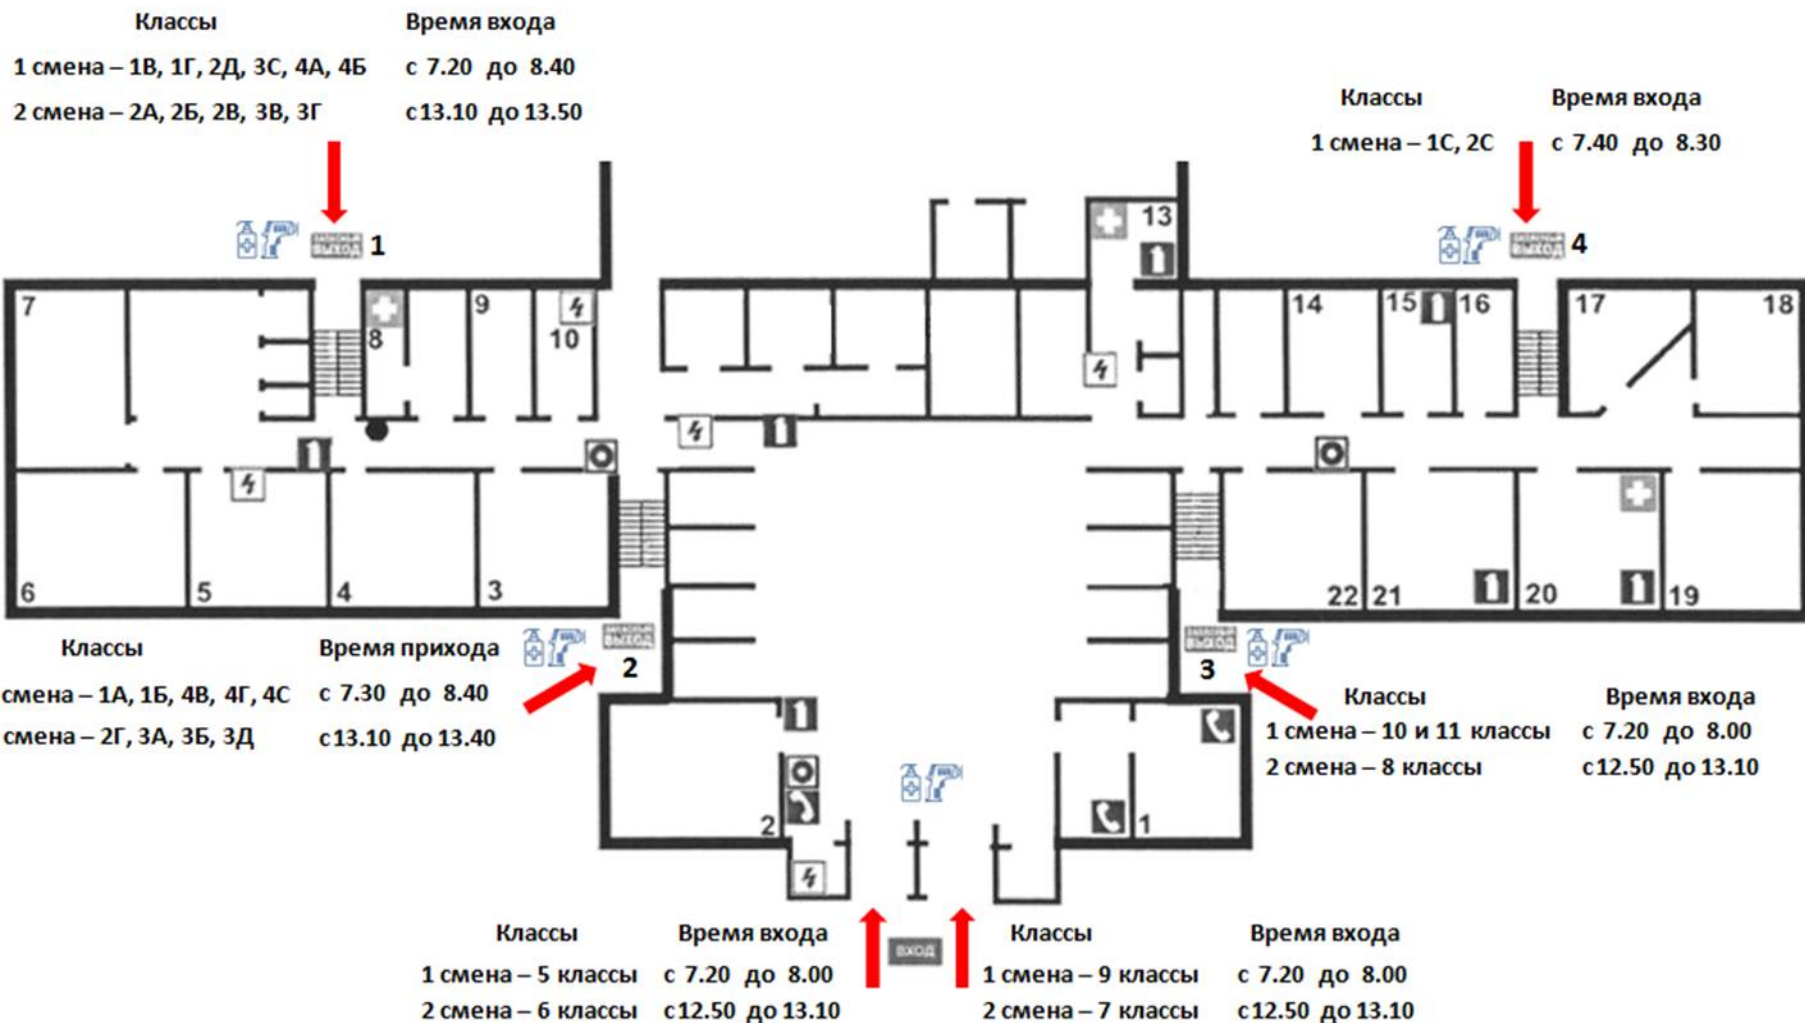 Классы Время входа
1 смена – 1В, 1Г, 2Д, 3С, 4А, 4Б с 7.20 до 8.40
2 смена – 2А, 2Б, 2В, 3В, 3Г с13.10 до 13.50
Классы Время входа
1 смена – 1С, 2С с 7.40 до 8.30
ЗАПАСНЫЙ
ВЫХОД 1
ЗАПАСНЫЙ
ВЫХОД 4
13
7
8
9
10
14
15
16
17
18
6
5
4
3
22
21
20
19
Классы Время прихода
смена – 1А, 1Б, 4В, 4Г, 4С с 7.30 до 8.40
смена – 2Г, 3А, 3Б, 3Д с13.10 до 13.40
ЗАПАСНЫЙ
ВЫХОД
2
ЗАПАСНЫЙ
ВЫХОД
3
Классы Время входа
1 смена – 10 и 11 классы с 7.20 до 8.00
2 смена – 8 классы с12.50 до 13.10
2
1
ВХОД
Классы Время входа
1 смена – 5 классы с 7.20 до 8.00
2 смена – 6 классы с12.50 до 13.10
Классы Время входа
1 смена – 9 классы с 7.20 до 8.00
2 смена – 7 классы с12.50 до 13.10